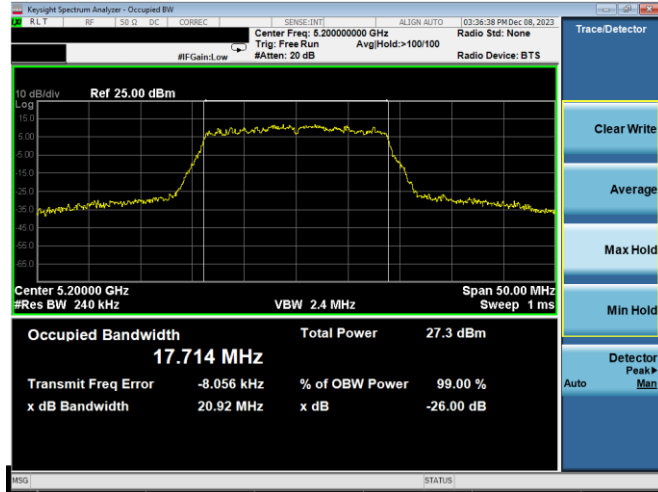 Keysight Spectrum Analyzer - Occupied BW
RLT RF 50 Ω DC CORREC SENSE:INT ALIGN AUTO 03:36:38 PM Dec 08, 2023
Center Freq: 5.200000000 GHz Radio Std: None
Trig: Free Run Avg|Hold:>100/100
#IFGain:Low #Atten: 20 dB Radio Device: BTS
Trace/Detector
10 dB/div Ref 25.00 dBm
Log
15.0
5.00
-5.00
-15.0
-25.0
-35.0
-45.0
-55.0
-65.0
Center 5.20000 GHz Span 50.00 MHz
#Res BW 240 kHz VBW 2.4 MHz Sweep 1 ms
Occupied Bandwidth Total Power 27.3 dBm
17.714 MHz
Transmit Freq Error -8.056 kHz % of OBW Power 99.00 %
x dB Bandwidth 20.92 MHz x dB -26.00 dB
Clear Write
Average
Max Hold
Min Hold
Detector
Peak▶
Auto Man
MSG STATUS